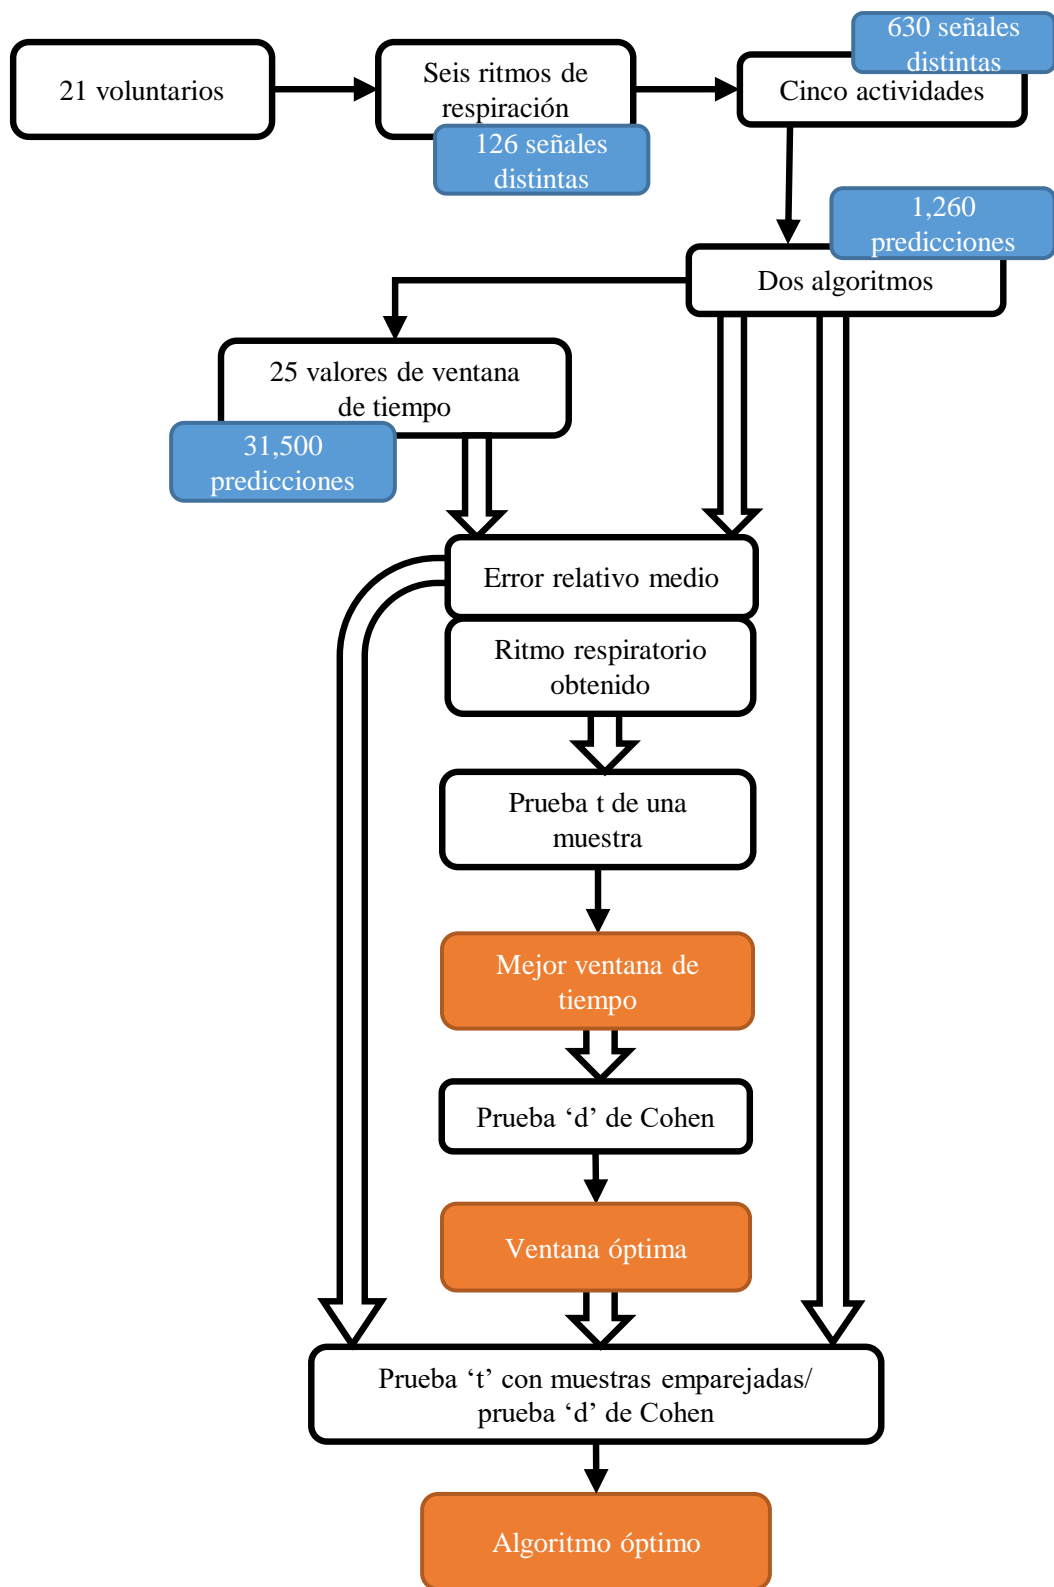 21 voluntarios
Seis ritmos de
respiración
126 señales
distintas
630 señales
distintas
Cinco actividades
1,260
predicciones
Dos algoritmos
25 valores de ventana
de tiempo
31,500
predicciones
Error relativo medio
Ritmo respiratorio
obtenido
Prueba t de una
muestra
Mejor ventana de
tiempo
Prueba ‘d’ de Cohen
Ventana óptima
Prueba ‘t’ con muestras emparejadas/
prueba ‘d’ de Cohen
Algoritmo óptimo